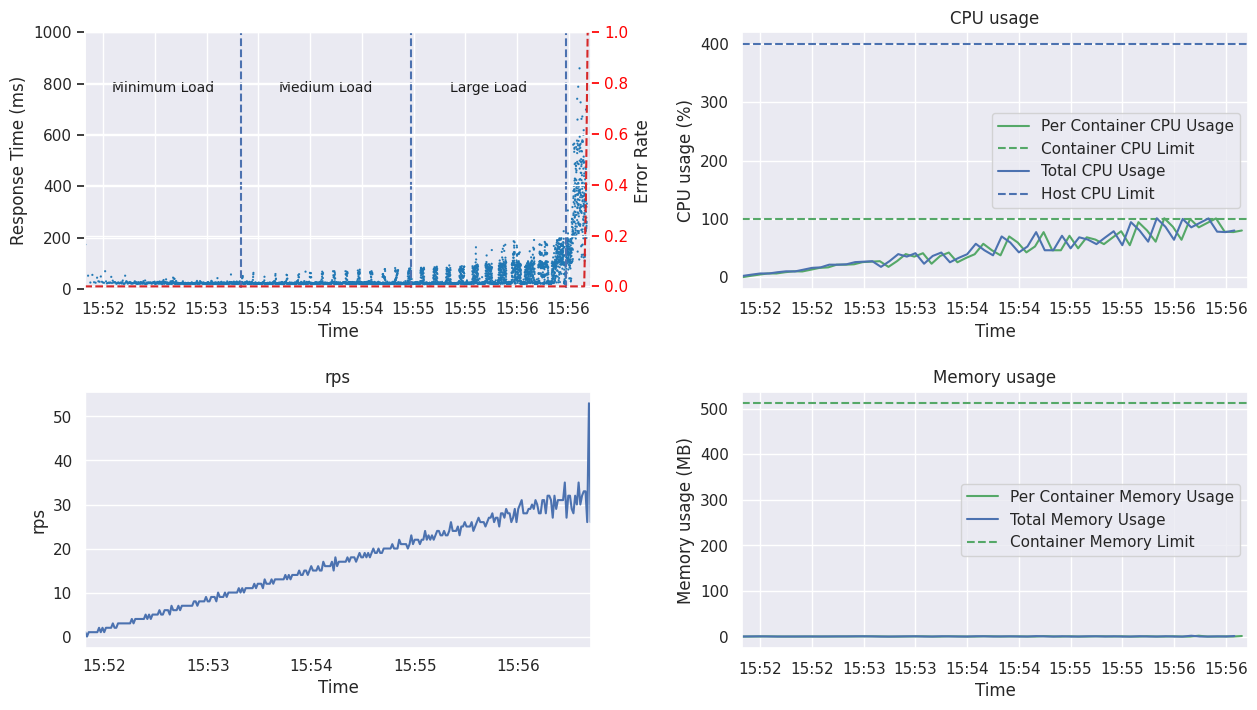 1000
800
600
400
200
0
Response Time (ms)
Minimum Load
Medium Load
Large Load
1.0
0.8
0.6
0.4
0.2
0.0
Error Rate
15:52 15:52 15:53 15:53 15:54 15:54 15:55 15:55 15:56 15:56
Time
CPU usage
400
300
200
100
0
CPU usage (%)
Per Container CPU Usage
Container CPU Limit
Total CPU Usage
Host CPU Limit
15:52 15:52 15:53 15:53 15:54 15:54 15:55 15:55 15:56 15:56
Time
rps
50
40
30
20
10
0
rps
15:52 15:53 15:54 15:55 15:56
Time
Memory usage
500
400
300
200
100
0
Memory usage (MB)
Per Container Memory Usage
Total Memory Usage
Container Memory Limit
15:52 15:52 15:53 15:53 15:54 15:54 15:55 15:55 15:56 15:56
Time